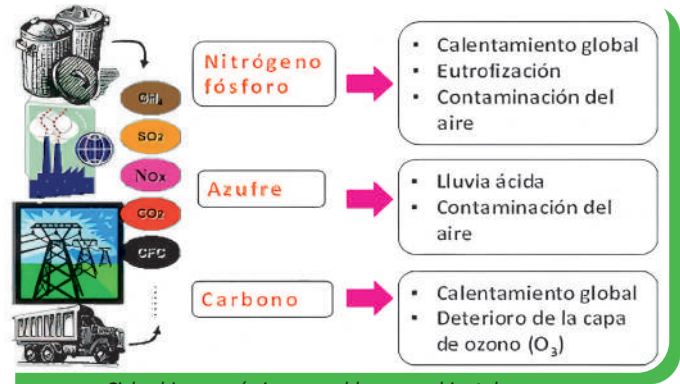 CH₄
SO₂
NOx
CO₂
CFC
Nitrógeno
fósforo
▪ Calentamiento global
▪ Eutrofización
▪ Contaminación del
aire
Azufre
▪ Lluvia ácida
▪ Contaminación del
aire
Carbono
▪ Calentamiento global
▪ Deterioro de la capa
de ozono (O₃)